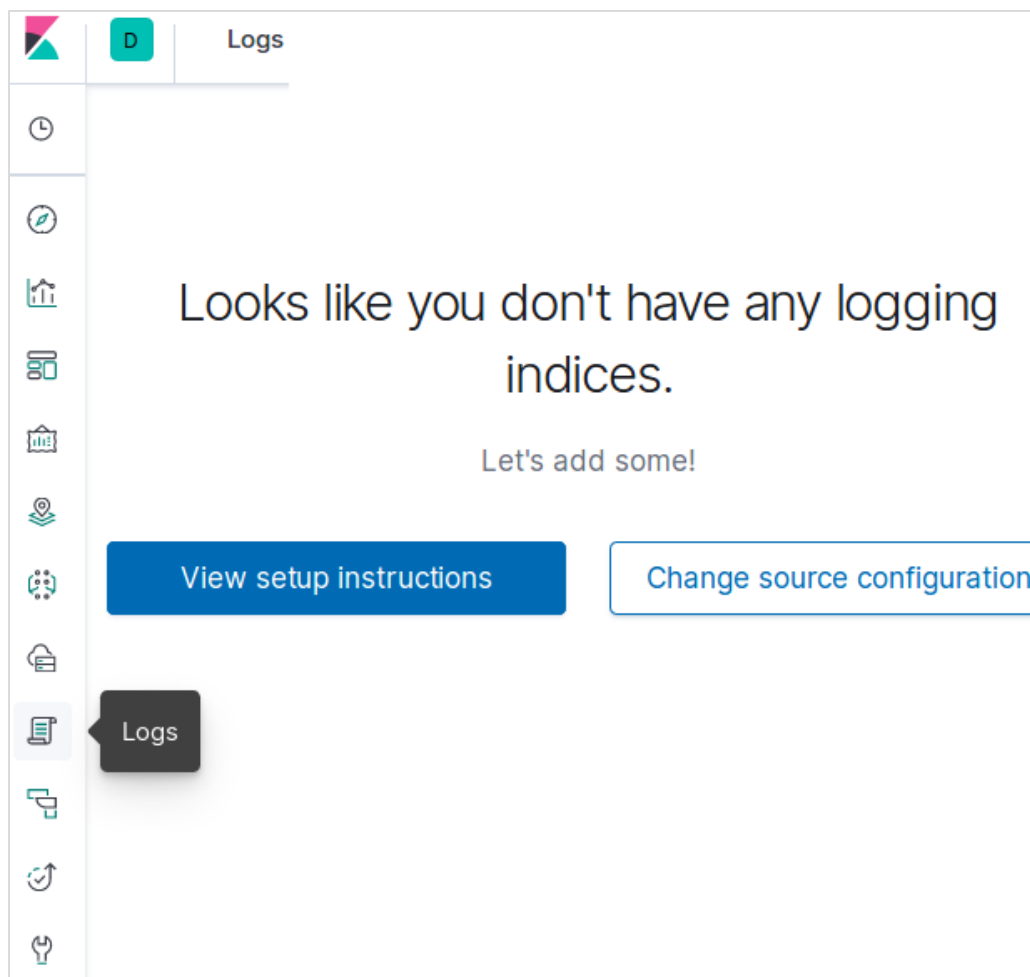 D
Logs
Looks like you don't have any logging
indices.
Let's add some!
View setup instructions
Change source configuration
Logs